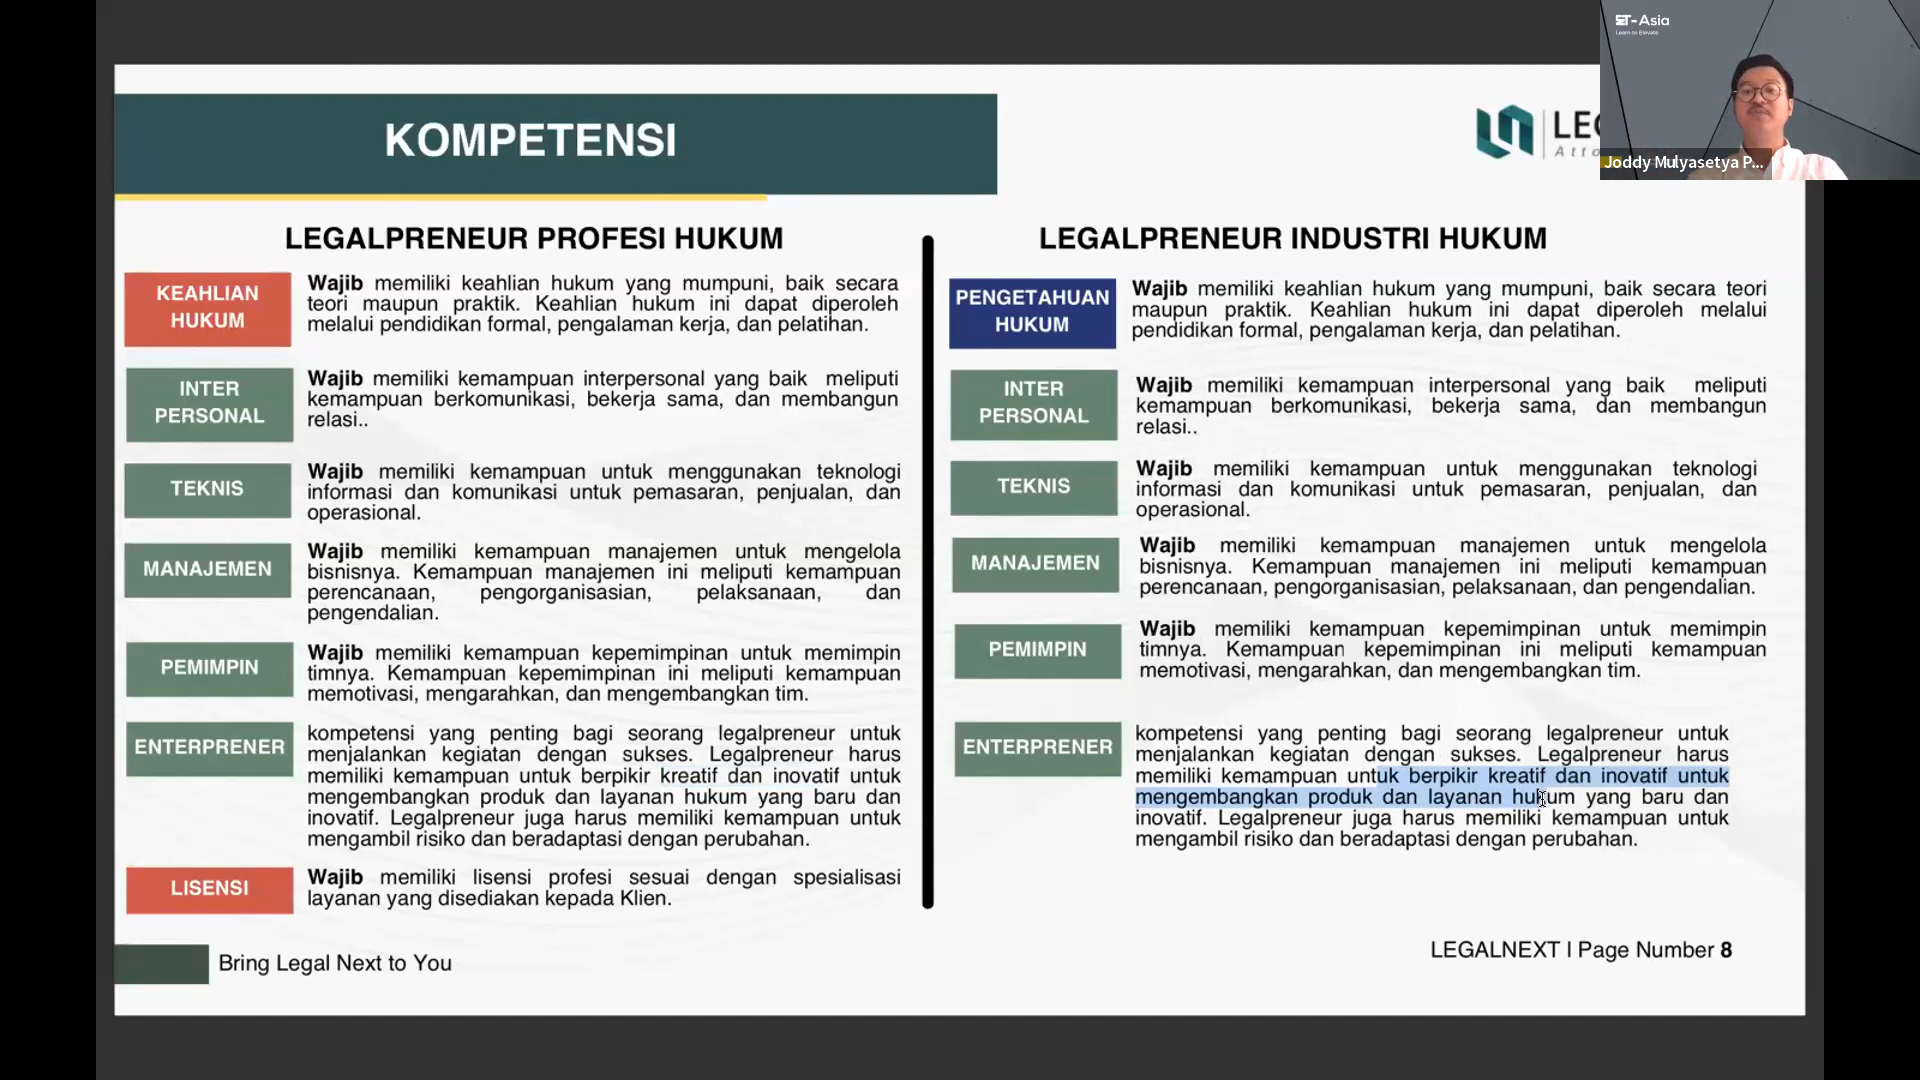 ST-Asia
Learn to Elevate
Joddy Mulyasetya P...
KOMPETENSI
LEGALPRENEUR PROFESI HUKUM
KEAHLIAN
HUKUM
Wajib memiliki keahlian hukum yang mumpuni, baik secara
teori maupun praktik. Keahlian hukum ini dapat diperoleh
melalui pendidikan formal, pengalaman kerja, dan pelatihan.
INTER
PERSONAL
Wajib memiliki kemampuan interpersonal yang baik meliputi
kemampuan berkomunikasi, bekerja sama, dan membangun
relasi..
TEKNIS
Wajib memiliki kemampuan untuk menggunakan teknologi
informasi dan komunikasi untuk pemasaran, penjualan, dan
operasional.
MANAJEMEN
Wajib memiliki kemampuan manajemen untuk mengelola
bisnisnya. Kemampuan manajemen ini meliputi kemampuan
perencanaan, pengorganisasian, pelaksanaan, dan
pengendalian.
PEMIMPIN
Wajib memiliki kemampuan kepemimpinan untuk memimpin
timnya. Kemampuan kepemimpinan ini meliputi kemampuan
memotivasi, mengarahkan, dan mengembangkan tim.
ENTERPRENER
kompetensi yang penting bagi seorang legalpreneur untuk
menjalankan kegiatan dengan sukses. Legalpreneur harus
memiliki kemampuan untuk berpikir kreatif dan inovatif untuk
mengembangkan produk dan layanan hukum yang baru dan
inovatif. Legalpreneur juga harus memiliki kemampuan untuk
mengambil risiko dan beradaptasi dengan perubahan.
LISENSI
Wajib memiliki lisensi profesi sesuai dengan spesialisasi
layanan yang disediakan kepada Klien.
LEGALPRENEUR INDUSTRI HUKUM
PENGETAHUAN
HUKUM
Wajib memiliki keahlian hukum yang mumpuni, baik secara teori
maupun praktik. Keahlian hukum ini dapat diperoleh melalui
pendidikan formal, pengalaman kerja, dan pelatihan.
INTER
PERSONAL
Wajib memiliki kemampuan interpersonal yang baik meliputi
kemampuan berkomunikasi, bekerja sama, dan membangun
relasi..
TEKNIS
Wajib memiliki kemampuan untuk menggunakan teknologi
informasi dan komunikasi untuk pemasaran, penjualan, dan
operasional.
MANAJEMEN
Wajib memiliki kemampuan manajemen untuk mengelola
bisnisnya. Kemampuan manajemen ini meliputi kemampuan
perencanaan, pengorganisasian, pelaksanaan, dan pengendalian.
PEMIMPIN
Wajib memiliki kemampuan kepemimpinan untuk memimpin
timnya. Kemampuan kepemimpinan ini meliputi kemampuan
memotivasi, mengarahkan, dan mengembangkan tim.
ENTERPRENER
kompetensi yang penting bagi seorang legalpreneur untuk
menjalankan kegiatan dengan sukses. Legalpreneur harus
memiliki kemampuan untuk berpikir kreatif dan inovatif untuk
mengembangkan produk dan layanan hukum yang baru dan
inovatif. Legalpreneur juga harus memiliki kemampuan untuk
mengambil risiko dan beradaptasi dengan perubahan.
Bring Legal Next to You
LEGALNEXT I Page Number 8